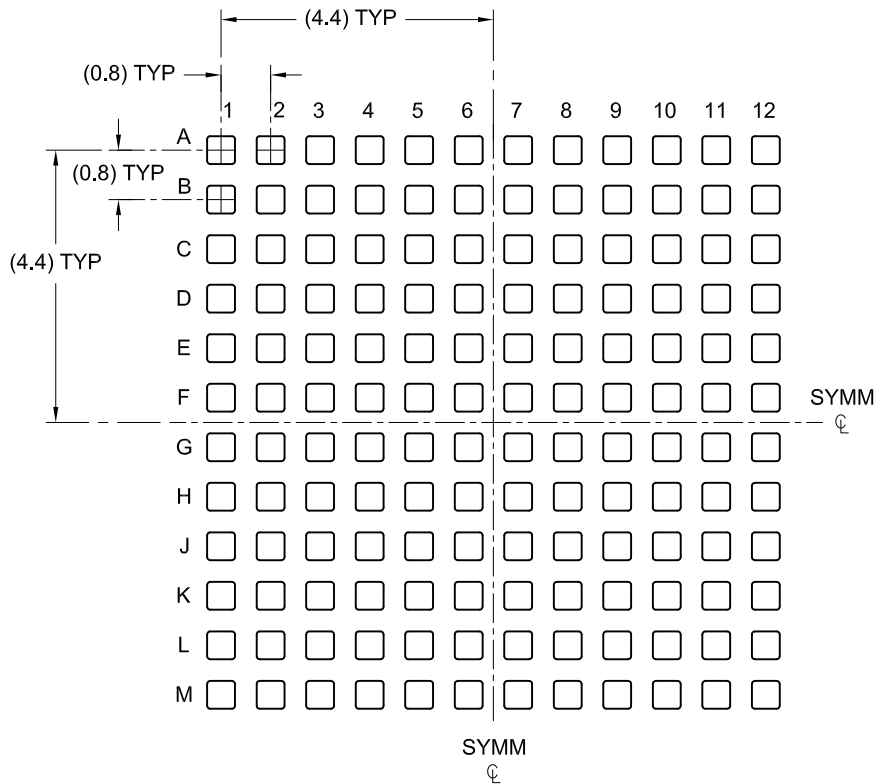 (4.4) TYP
(0.8) TYP
1 2 3 4 5 6 7 8 9 10 11 12
A
(0.8) TYP
B
C
(4.4) TYP
D
E
F
SYMM
℄
G
H
J
K
L
M
SYMM
℄